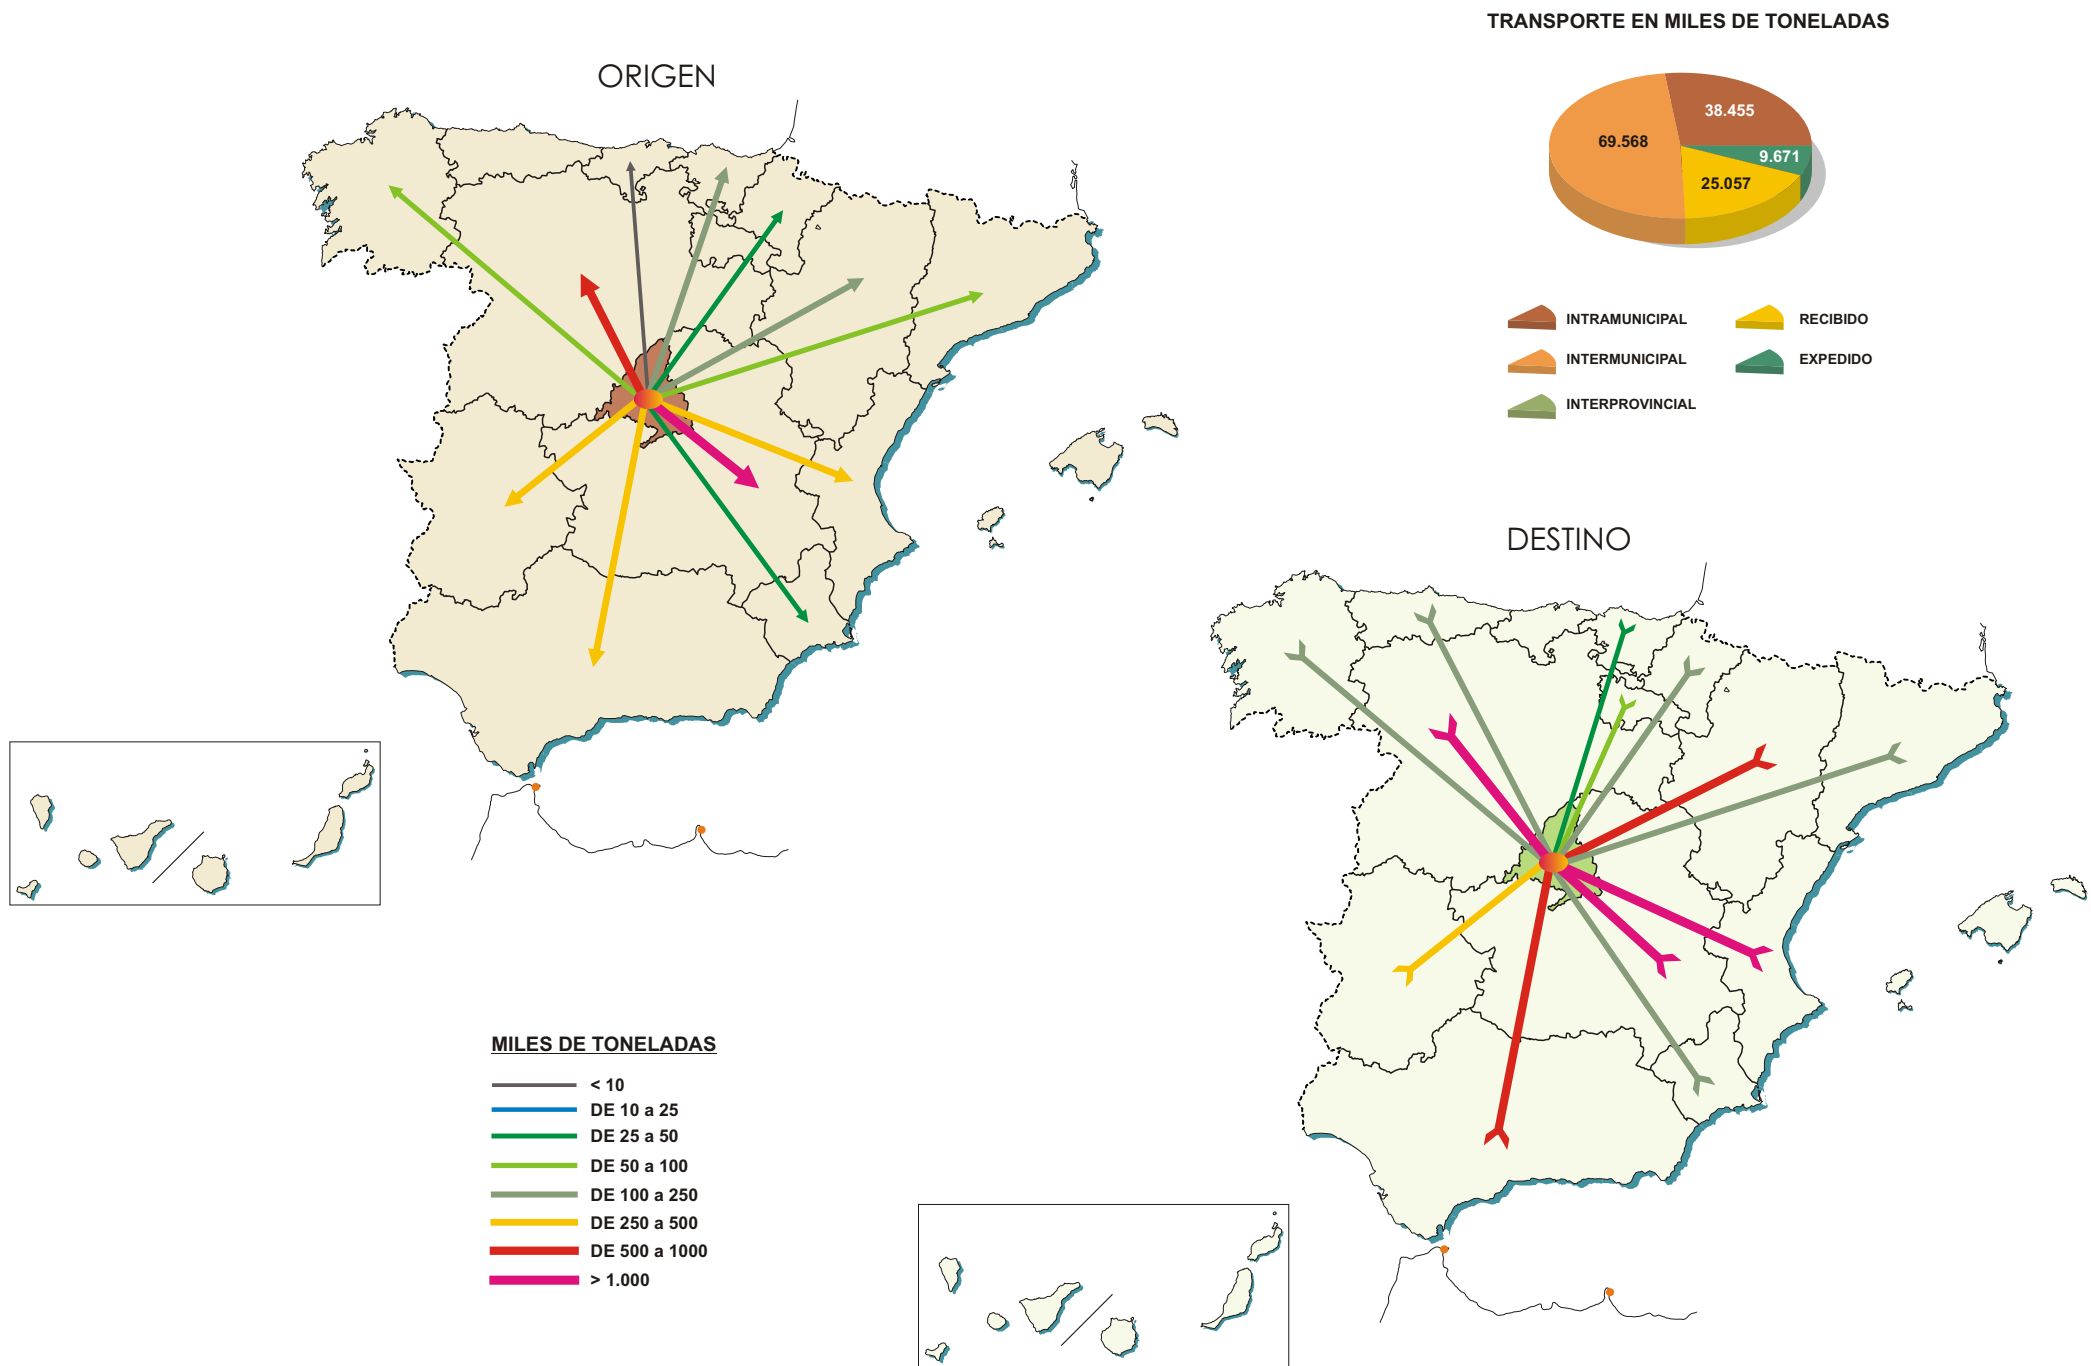 TRANSPORTE EN MILES DE TONELADAS
ORIGEN
38.455
69.568
9.671
25.057
INTRAMUNICIPAL
RECIBIDO
INTERMUNICIPAL
EXPEDIDO
INTERPROVINCIAL
DESTINO
MILES DE TONELADAS
< 10
DE 10 a 25
DE 25 a 50
DE 50 a 100
DE 100 a 250
DE 250 a 500
DE 500 a 1000
> 1.000